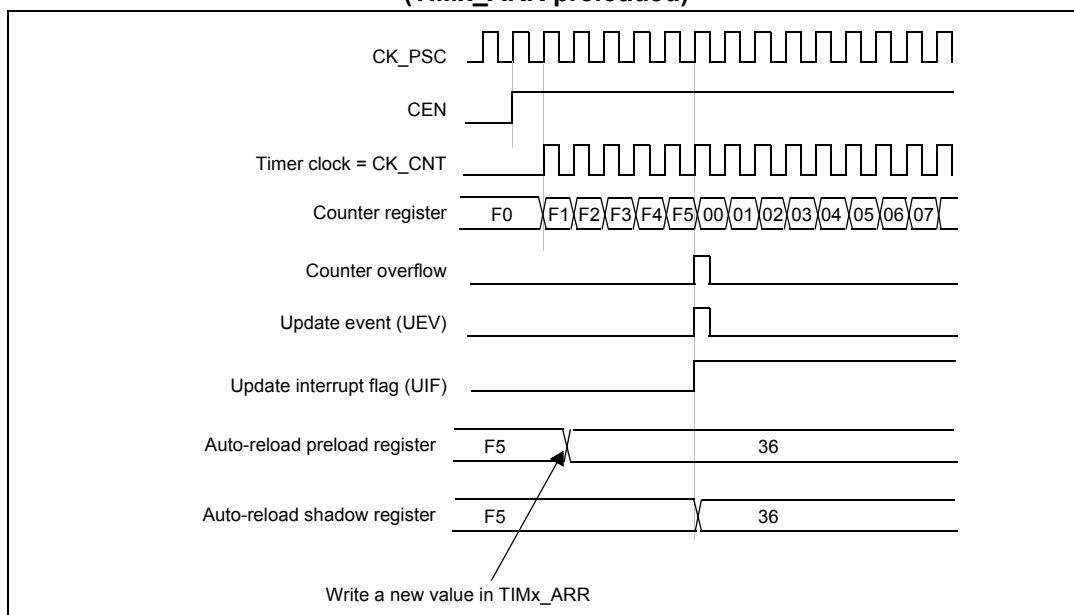 (TIMx_ARR preloaded)
CK_PSC
CEN
Timer clock = CK_CNT
Counter register F0 F1 F2 F3 F4 F5 00 01 02 03 04 05 06 07
Counter overflow
Update event (UEV)
Update interrupt flag (UIF)
Auto-reload preload register F5 36
Auto-reload shadow register F5 36
Write a new value in TIMx_ARR